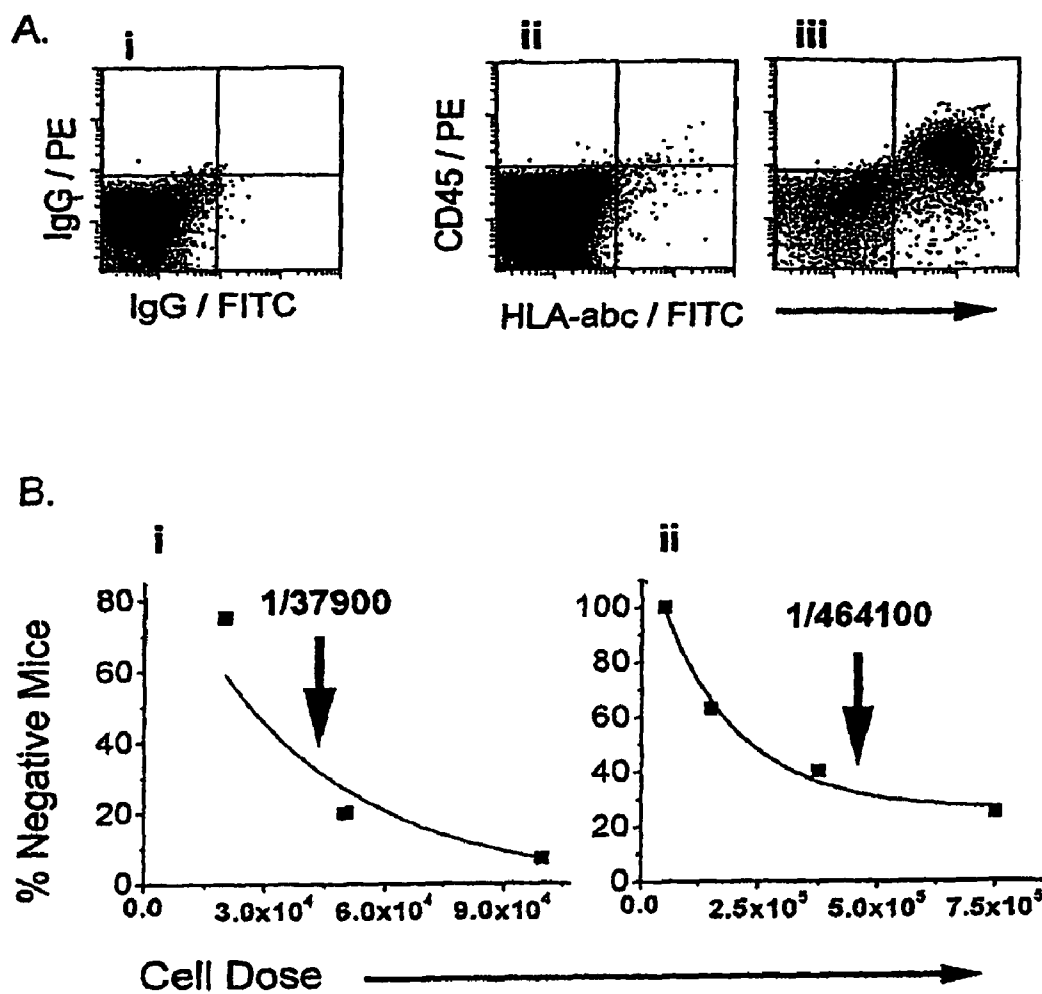 A.
i
ii
iii
IgG / PE
IgG / FITC
CD45 / PE
HLA-abc / FITC
B.
i
ii
% Negative Mice
80
60
40
20
0
1/37900
0.0
3.0x10⁴
6.0x10⁴
9.0x10⁴
100
80
60
40
20
0
1/464100
0.0
2.5x10⁵
5.0x10⁵
7.5x10⁵
Cell Dose